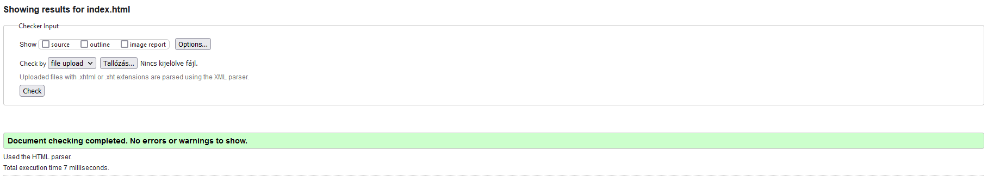 Showing results for index.html
Checker Input
Show source outline image report Options...
Check by file upload Tallózás... Nincs kijelölve fájl.
Uploaded files with .xhtml or .xht extensions are parsed using the XML parser.
Check
Document checking completed. No errors or warnings to show.
Used the HTML parser.
Total execution time 7 milliseconds.